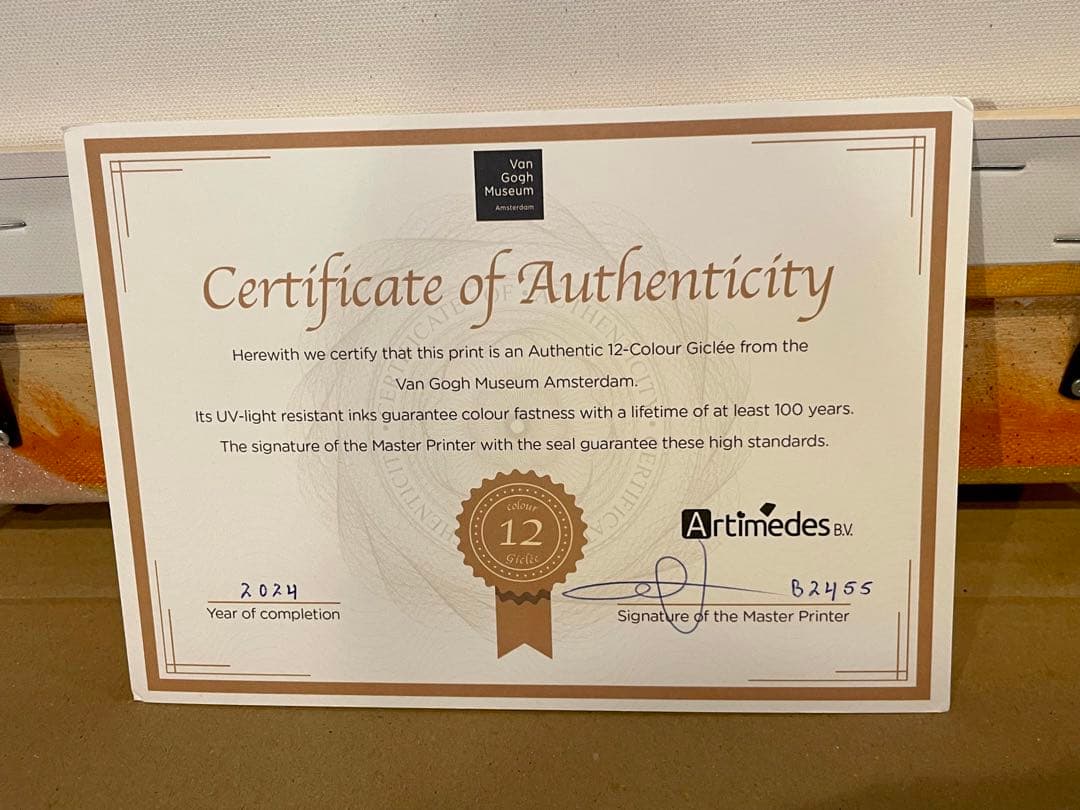 Van
Gogh
Museum
Amsterdam
Certificate of Authenticity
Herewith we certify that this print is an Authentic 12-Colour Giclée from the
Van Gogh Museum Amsterdam.
Its UV-light resistant inks guarantee colour fastness with a lifetime of at least 100 years.
The signature of the Master Printer with the seal guarantee these high standards.
colour
12
Giclée
Artimedes B.V.
2024
Year of completion
B2455
Signature of the Master Printer